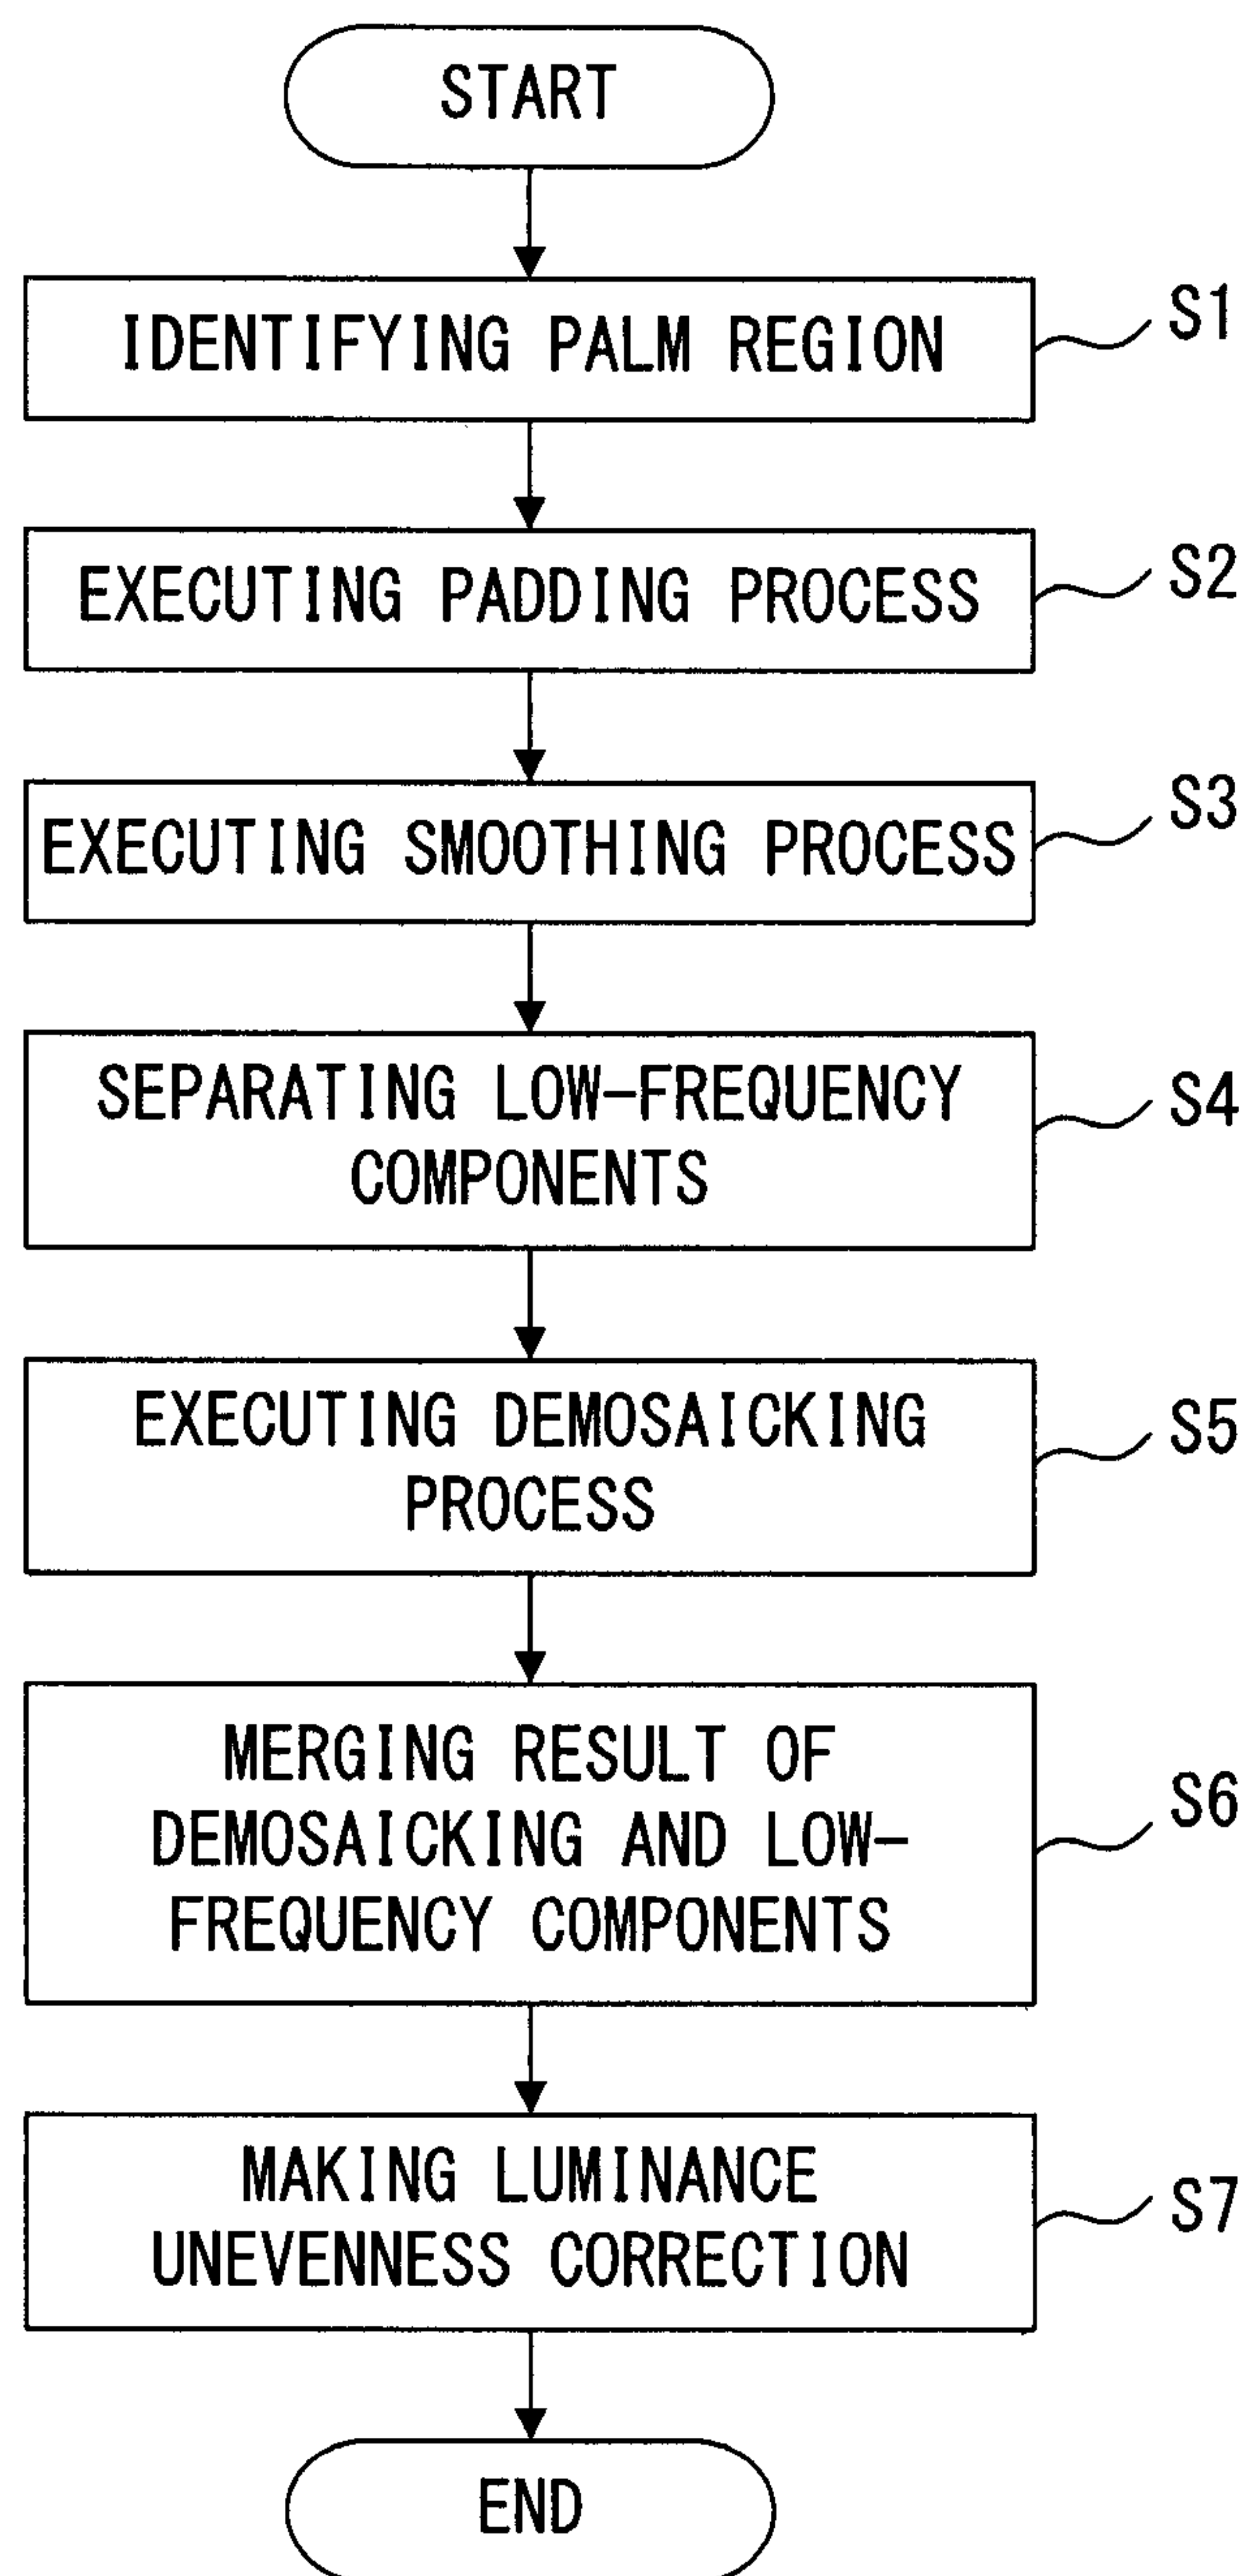 START
IDENTIFYING PALM REGION
S1
EXECUTING PADDING PROCESS
S2
EXECUTING SMOOTHING PROCESS
S3
SEPARATING LOW-FREQUENCY
COMPONENTS
S4
EXECUTING DEMOSAICKING
PROCESS
S5
MERGING RESULT OF
DEMOSAICKING AND LOW-
FREQUENCY COMPONENTS
S6
MAKING LUMINANCE
UNEVENNESS CORRECTION
S7
END